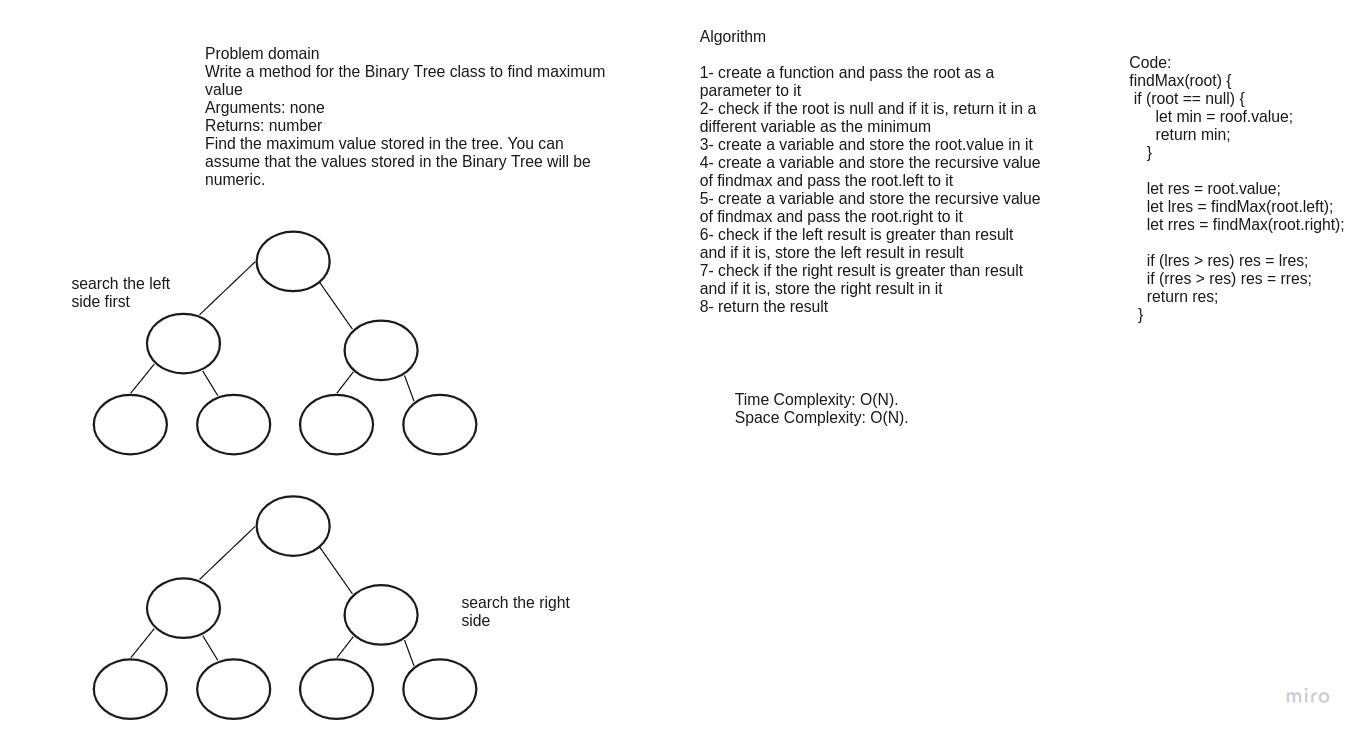 Problem domain
Write a method for the Binary Tree class to find maximum
value
Arguments: none
Returns: number
Find the maximum value stored in the tree. You can
assume that the values stored in the Binary Tree will be
numeric.
search the left
side first
search the right
side
Algorithm
1- create a function and pass the root as a
parameter to it
2- check if the root is null and if it is, return it in a
different variable as the minimum
3- create a variable and store the root.value in it
4- create a variable and store the recursive value
of findmax and pass the root.left to it
5- create a variable and store the recursive value
of findmax and pass the root.right to it
6- check if the left result is greater than result
and if it is, store the left result in result
7- check if the right result is greater than result
and if it is, store the right result in it
8- return the result
Time Complexity: O(N).
Space Complexity: O(N).
Code:
findMax(root) {
if (root == null) {
let min = roof.value;
return min;
}
let res = root.value;
let lres = findMax(root.left);
let rres = findMax(root.right);
if (lres > res) res = lres;
if (rres > res) res = rres;
return res;
}
miro